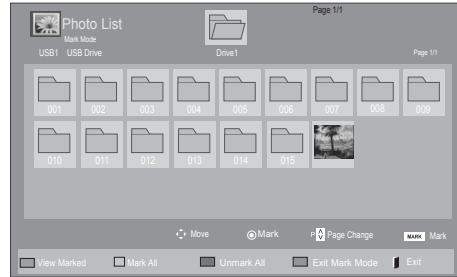 Page 1/1
Photo List
Mark Mode
USB1 USB Drive Drive1 Page 1/1
001 002 003 004 005 006 007 008 009
010 011 012 013 014 015
Move Mark P Page Change MARK Mark
View Marked Mark All Unmark All Exit Mark Mode Exit